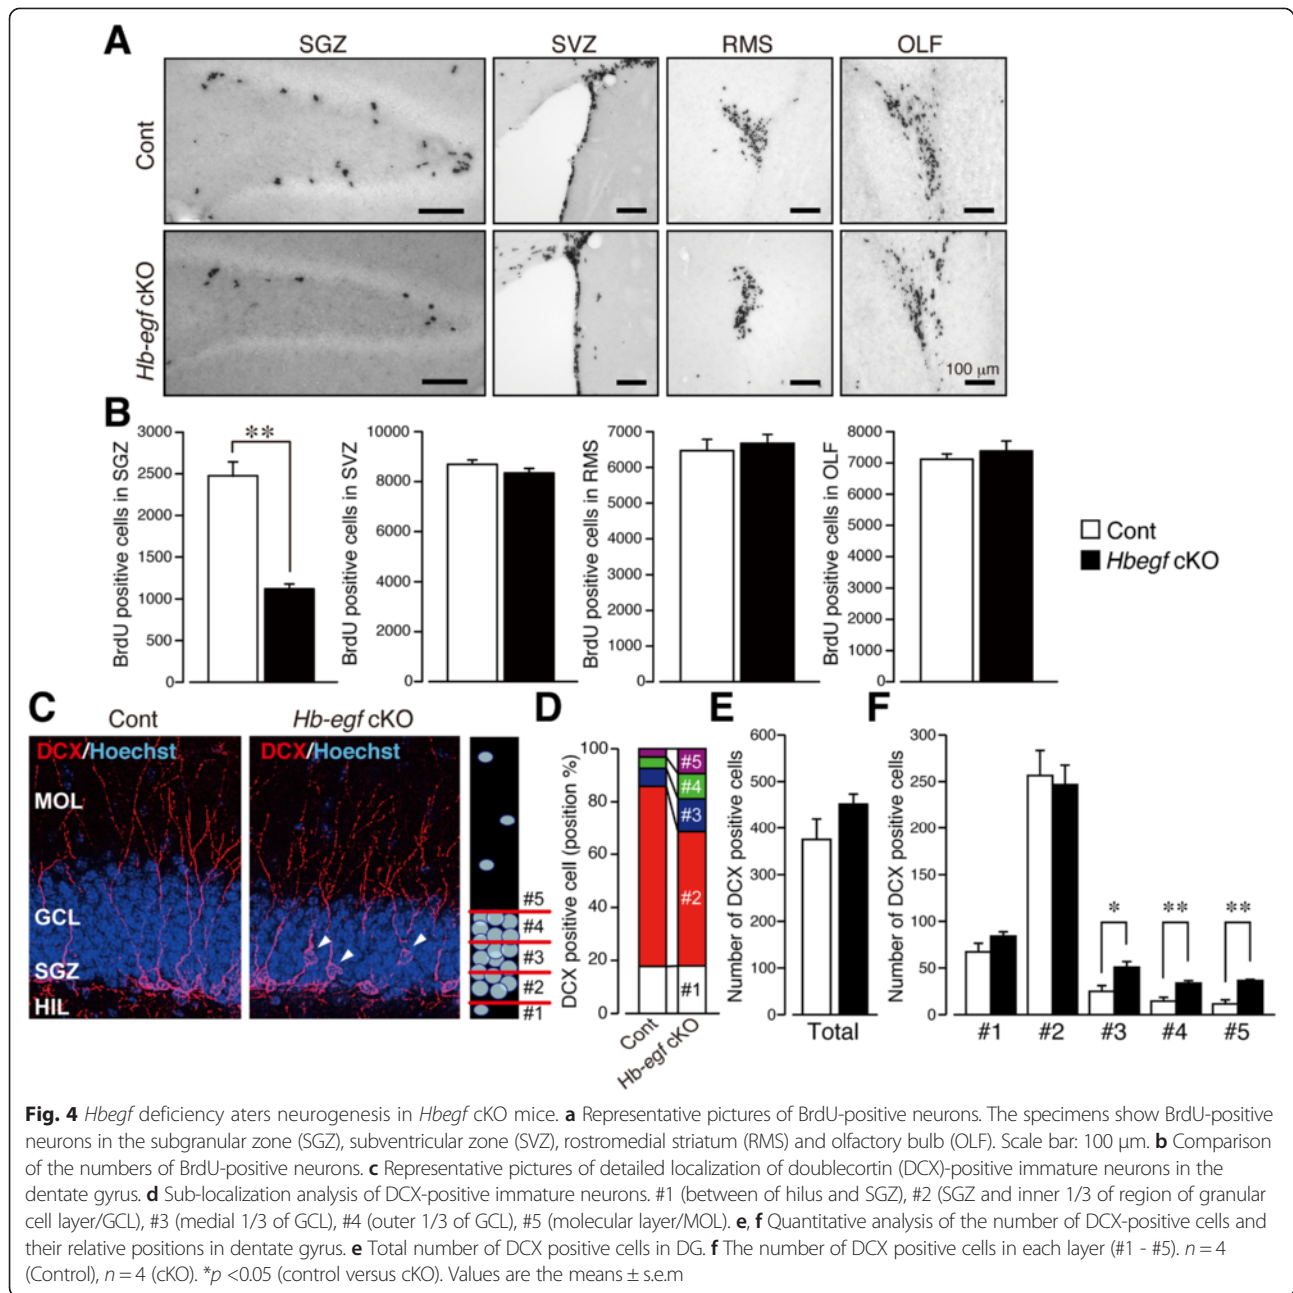 A
SGZ SVZ RMS OLF
Cont
Hb-egf cKO
100 µm
B
BrdU positive cells in SGZ
3000
2500
2000
1500
1000
500
0
**
BrdU positive cells in SVZ
10000
8000
6000
4000
2000
0
BrdU positive cells in RMS
7000
6000
5000
4000
3000
2000
1000
0
BrdU positive cells in OLF
8000
7000
6000
5000
4000
3000
2000
1000
0
Cont
Hbegf cKO
C
Cont Hb-egf cKO
DCX/Hoechst DCX/Hoechst
MOL
GCL
SGZ
HIL
#5
#4
#3
#2
#1
D
DCX positive cell (position %)
100
80
60
40
20
0
#5
#4
#3
#2
#1
Cont
Hb-egf cKO
E
Number of DCX positive cells
600
500
400
300
200
100
0
Total
F
Number of DCX positive cells
300
250
200
150
100
50
0
* ** **
#1 #2 #3 #4 #5
Fig. 4 Hbegf deficiency aters neurogenesis in Hbegf cKO mice. a Representative pictures of BrdU-positive neurons. The specimens show BrdU-positive
neurons in the subgranular zone (SGZ), subventricular zone (SVZ), rostromedial striatum (RMS) and olfactory bulb (OLF). Scale bar: 100 µm. b Comparison
of the numbers of BrdU-positive neurons. c Representative pictures of detailed localization of doublecortin (DCX)-positive immature neurons in the
dentate gyrus. d Sub-localization analysis of DCX-positive immature neurons. #1 (between of hilus and SGZ), #2 (SGZ and inner 1/3 of region of granular
cell layer/GCL), #3 (medial 1/3 of GCL), #4 (outer 1/3 of GCL), #5 (molecular layer/MOL). e, f Quantitative analysis of the number of DCX-positive cells and
their relative positions in dentate gyrus. e Total number of DCX positive cells in DG. f The number of DCX positive cells in each layer (#1 - #5). n = 4
(Control), n = 4 (cKO). *p <0.05 (control versus cKO). Values are the means ± s.e.m